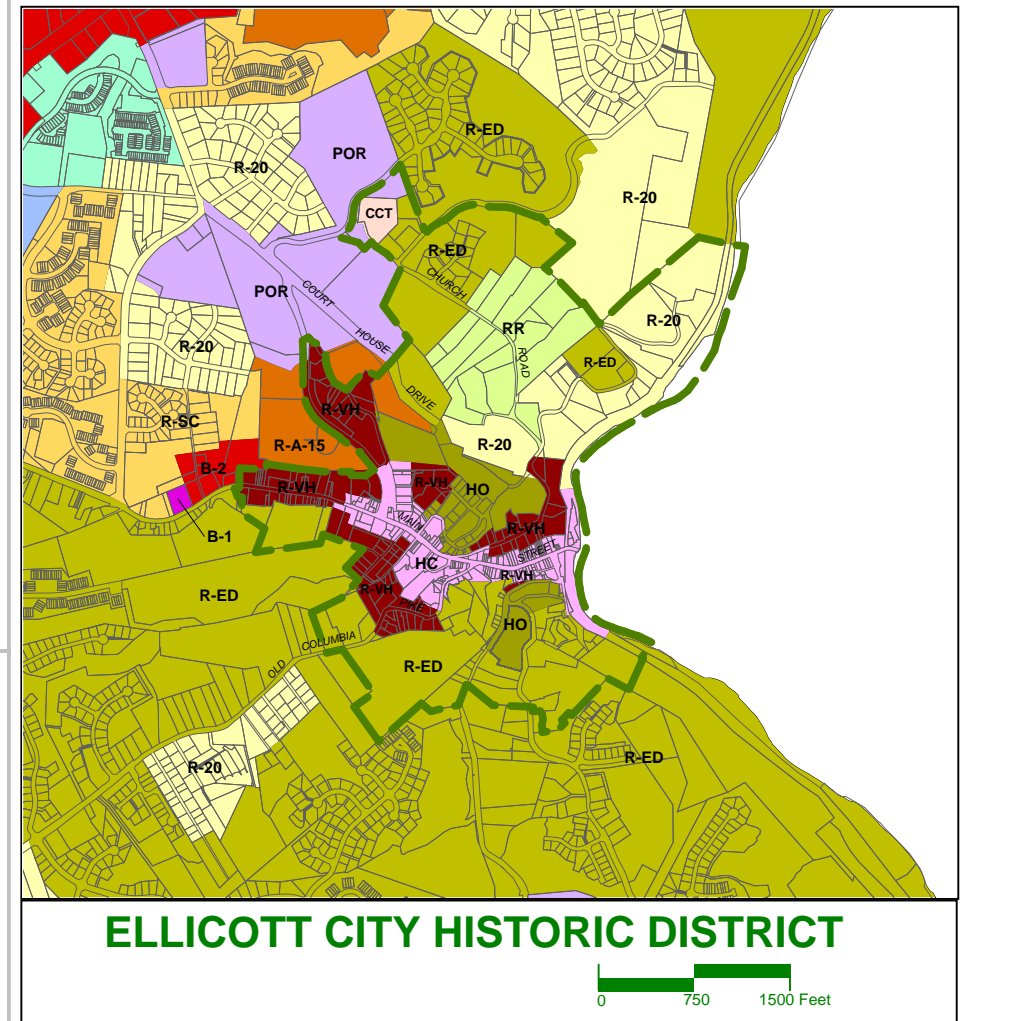 R-ED
POR
R-20
R-20
CCT
R-ED
POR
COURT
HOUSE
DRIVE
CHURCH
ROAD
RR
R-20
R-20
R-ED
R-VH
R-SC
R-A-15
R-20
B-2
R-VH
R-VH
HO
B-1
MAIN
R-VH
STREET
HC
R-VH
R-VH
PIKE
R-ED
HO
COLUMBIA
OLD
R-ED
R-20
R-ED
ELLICOTT CITY HISTORIC DISTRICT
0 750 1500 Feet